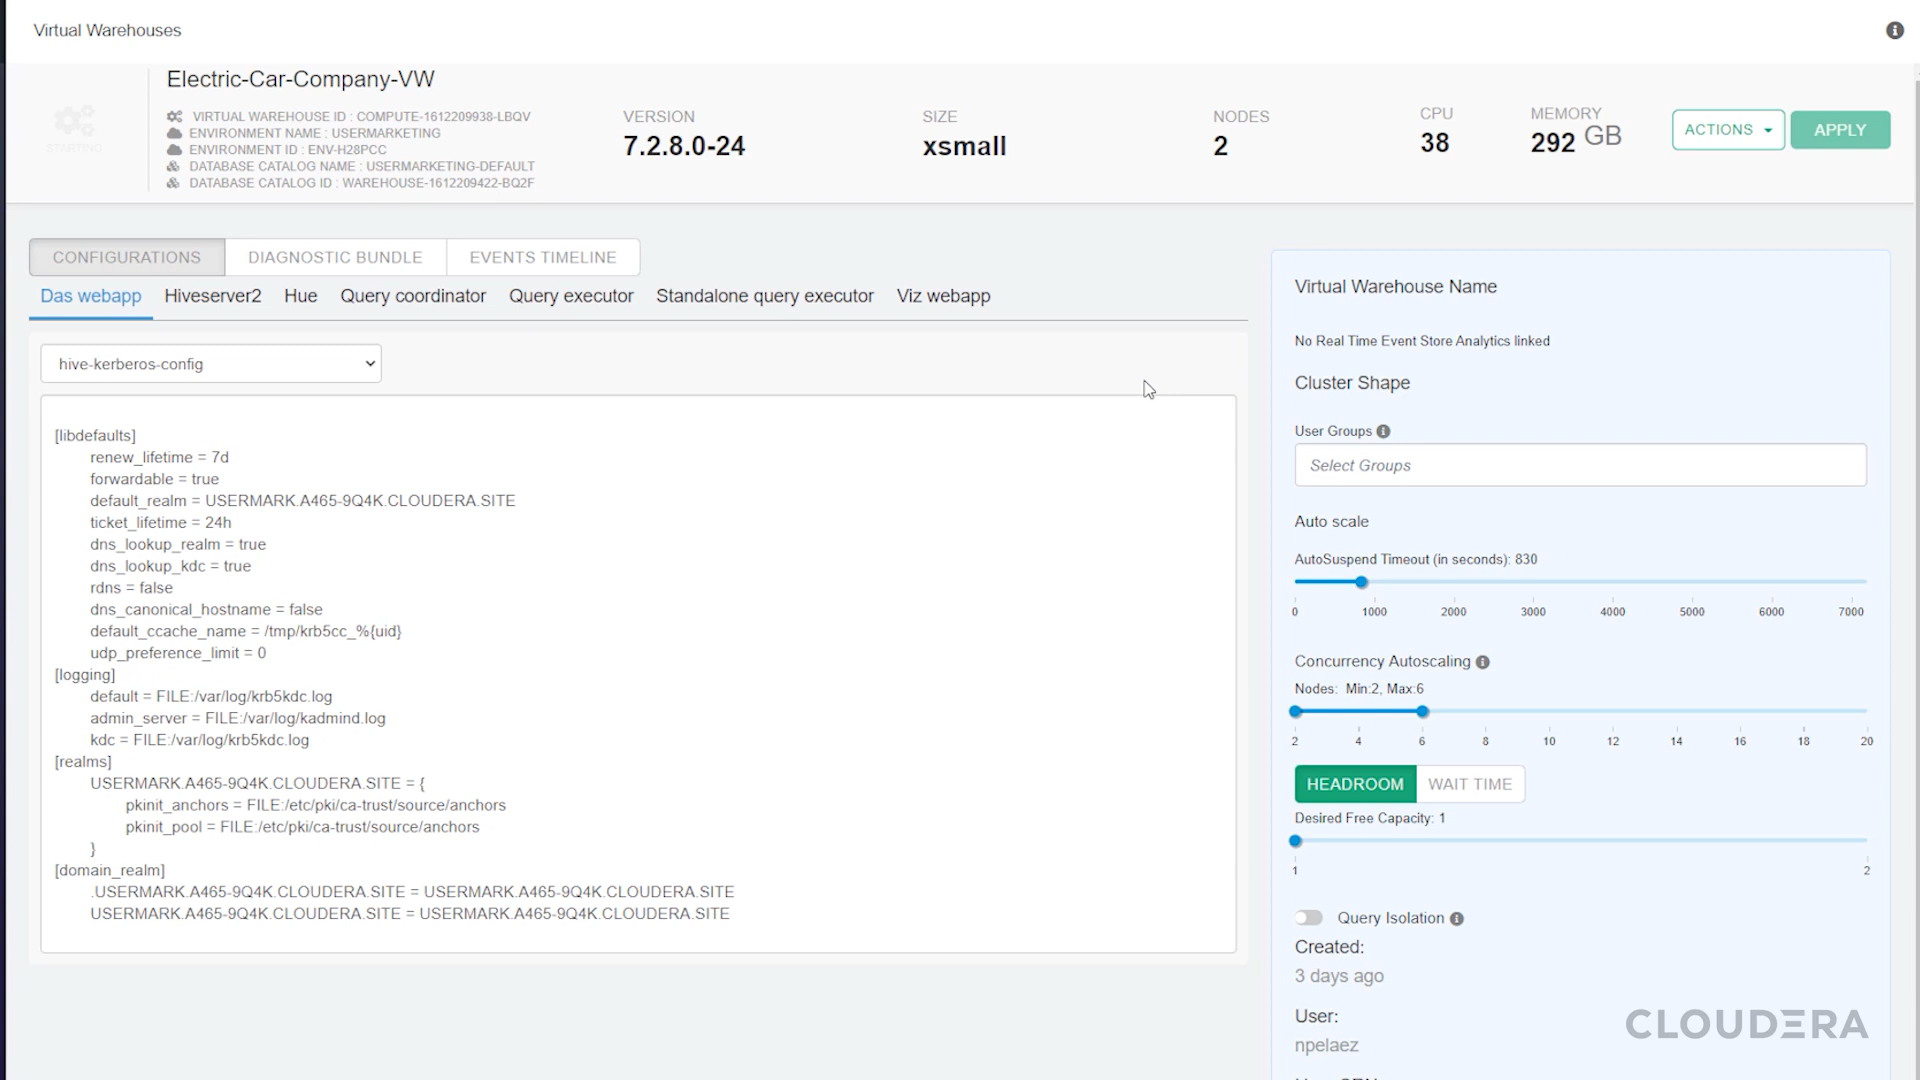 Virtual Warehouses
STARTING
Electric-Car-Company-VW
VIRTUAL WAREHOUSE ID : COMPUTE-1612209938-LBQV
ENVIRONMENT NAME : USERMARKETING
ENVIRONMENT ID : ENV-H28PCC
DATABASE CATALOG NAME : USERMARKETING-DEFAULT
DATABASE CATALOG ID : WAREHOUSE-1612209422-BQ2F
VERSION
7.2.8.0-24
SIZE
xsmall
NODES
2
CPU
38
MEMORY
292 GB
ACTIONS
APPLY
CONFIGURATIONS
DIAGNOSTIC BUNDLE
EVENTS TIMELINE
Das webapp
Hiveserver2
Hue
Query coordinator
Query executor
Standalone query executor
Viz webapp
hive-kerberos-config
[libdefaults]
renew_lifetime = 7d
forwardable = true
default_realm = USERMARK.A465-9Q4K.CLOUDERA.SITE
ticket_lifetime = 24h
dns_lookup_realm = true
dns_lookup_kdc = true
rdns = false
dns_canonical_hostname = false
default_ccache_name = /tmp/krb5cc_%{uid}
udp_preference_limit = 0
[logging]
default = FILE:/var/log/krb5kdc.log
admin_server = FILE:/var/log/kadmind.log
kdc = FILE:/var/log/krb5kdc.log
[realms]
USERMARK.A465-9Q4K.CLOUDERA.SITE = {
pkinit_anchors = FILE:/etc/pki/ca-trust/source/anchors
pkinit_pool = FILE:/etc/pki/ca-trust/source/anchors
}
[domain_realm]
.USERMARK.A465-9Q4K.CLOUDERA.SITE = USERMARK.A465-9Q4K.CLOUDERA.SITE
USERMARK.A465-9Q4K.CLOUDERA.SITE = USERMARK.A465-9Q4K.CLOUDERA.SITE
Virtual Warehouse Name
No Real Time Event Store Analytics linked
Cluster Shape
User Groups
Select Groups
Auto scale
AutoSuspend Timeout (in seconds): 830
0 1000 2000 3000 4000 5000 6000 7000
Concurrency Autoscaling
Nodes: Min:2, Max:6
2 4 6 8 10 12 14 16 18 20
HEADROOM
WAIT TIME
Desired Free Capacity: 1
1 2
Query Isolation
Created:
3 days ago
User:
npelaez
CLOUDERA